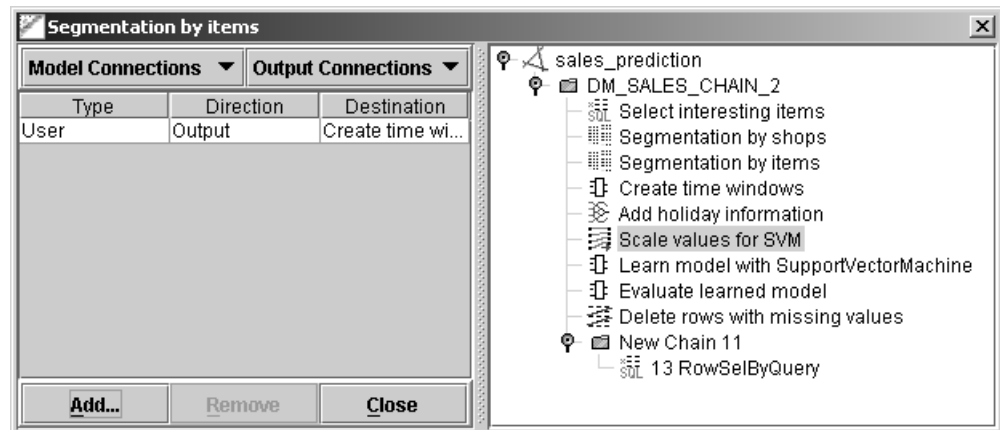 Segmentation by items
Model Connections Output Connections
Type Direction Destination
User Output Create time wi...
Add... Remove Close
sales_prediction
DM_SALES_CHAIN_2
SQL Select interesting items
Segmentation by shops
Segmentation by items
Create time windows
Add holiday information
Scale values for SVM
Learn model with SupportVectorMachine
Evaluate learned model
Delete rows with missing values
New Chain 11
SQL 13 RowSelByQuery